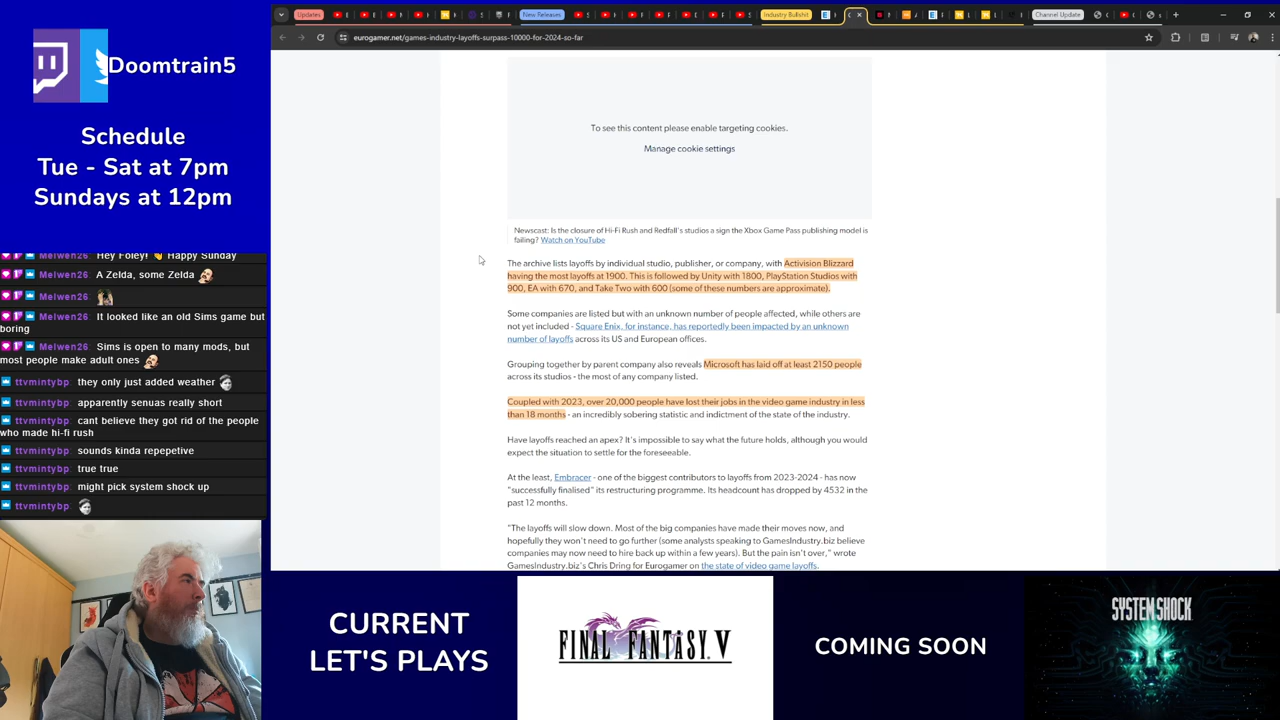 Doomtrain5
Schedule
Tue - Sat at 7pm
Sundays at 12pm
Melwen26: Hey Foley
Melwen26: A Zelda, some Zelda
Melwen26:
Melwen26: It looked like an old Sims game but
boring
Melwen26: Sims is open to many mods, but
most people make adult ones
ttvmintybp: they only just added weather
ttvmintybp: apparently senuas really short
ttvmintybp: cant believe they got rid of the people
who made hi-fi rush
ttvmintybp: sounds kinda repepetive
ttvmintybp: true true
ttvmintybp: might pick system shock up
ttvmintybp:
Updates
New Releases
Industry Bullshit
Channel Update
eurogamer.net/games-industry-layoffs-surpass-10000-for-2024-so-far
To see this content please enable targeting cookies.
Manage cookie settings
Newscast: Is the closure of Hi-Fi Rush and Redfall's studios a sign the Xbox Game Pass publishing model is
failing? Watch on YouTube
The archive lists layoffs by individual studio, publisher, or company, with Activision Blizzard
having the most layoffs at 1900. This is followed by Unity with 1800, PlayStation Studios with
900, EA with 670, and Take Two with 600 (some of these numbers are approximate).
Some companies are listed but with an unknown number of people affected, while others are
not yet included - Square Enix, for instance, has reportedly been impacted by an unknown
number of layoffs across its US and European offices.
Grouping together by parent company also reveals Microsoft has laid off at least 2150 people
across its studios - the most of any company listed.
Coupled with 2023, over 20,000 people have lost their jobs in the video game industry in less
than 18 months - an incredibly sobering statistic and indictment of the state of the industry.
Have layoffs reached an apex? It's impossible to say what the future holds, although you would
expect the situation to settle for the foreseeable.
At the least, Embracer - one of the biggest contributors to layoffs from 2023-2024 - has now
"successfully finalised" its restructuring programme. Its headcount has dropped by 4532 in the
past 12 months.
"The layoffs will slow down. Most of the big companies have made their moves now, and
hopefully they won't need to go further (some analysts speaking to GamesIndustry.biz believe
companies may now need to hire back up within a few years). But the pain isn't over," wrote
GamesIndustry.biz's Chris Dring for Eurogamer on the state of video game layoffs.
CURRENT
LET'S PLAYS
FINAL FANTASY V
COMING SOON
SYSTEM SHOCK